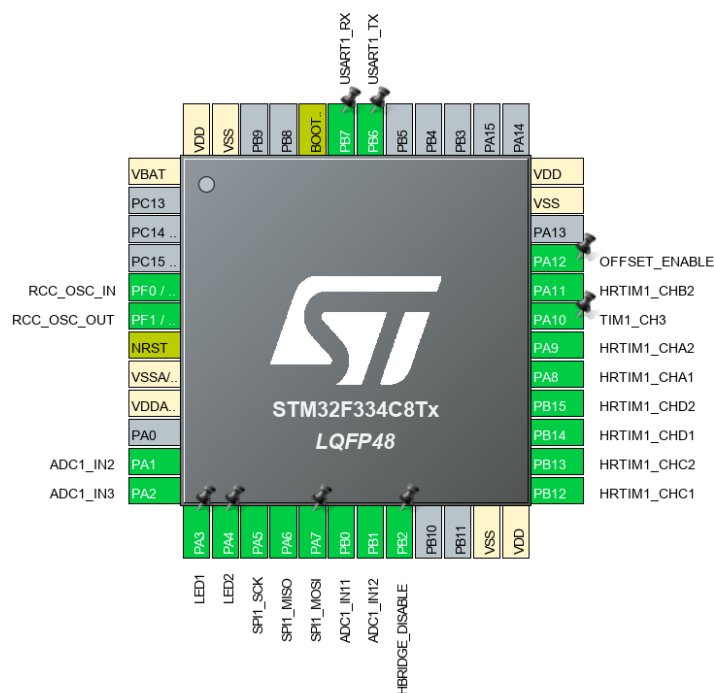 USART1_RX
USART1_TX
VDD
VSS
PB9
PB8
BOOT..
PB7
PB6
PB5
PB4
PB3
PA15
PA14
VBAT
PC13
PC14 ..
PC15 ..
RCC_OSC_IN PF0 / ..
RCC_OSC_OUT PF1 / ..
NRST
VSSA/..
VDDA..
PA0
ADC1_IN2 PA1
ADC1_IN3 PA2
STM32F334C8Tx
LQFP48
VDD
VSS
PA13
PA12 OFFSET_ENABLE
PA11 HRTIM1_CHB2
PA10 TIM1_CH3
PA9 HRTIM1_CHA2
PA8 HRTIM1_CHA1
PB15 HRTIM1_CHD2
PB14 HRTIM1_CHD1
PB13 HRTIM1_CHC2
PB12 HRTIM1_CHC1
PA3
PA4
PA5
PA6
PA7
PB0
PB1
PB2
PB10
PB11
VSS
VDD
LED1
LED2
SPI1_SCK
SPI1_MISO
SPI1_MOSI
ADC1_IN11
ADC1_IN12
HBRIDGE_DISABLE